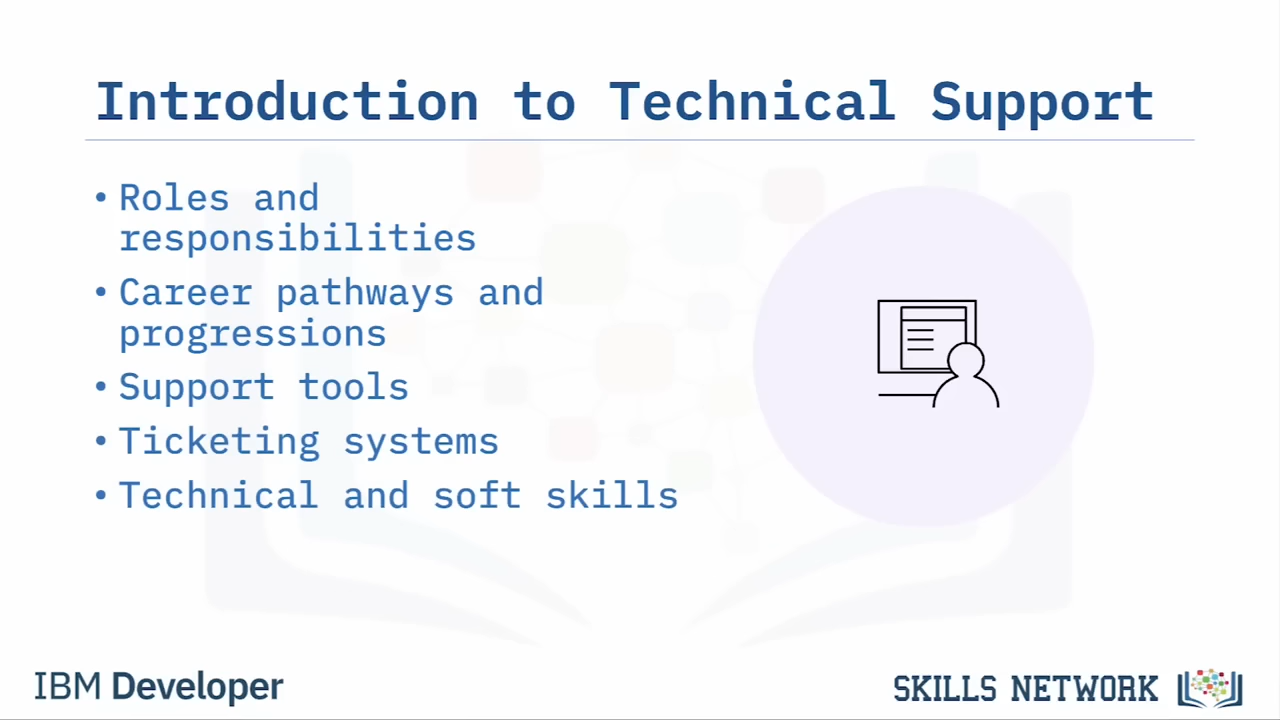 Introduction to Technical Support
• Roles and
responsibilities
• Career pathways and
progressions
• Support tools
• Ticketing systems
• Technical and soft skills
IBM Developer
SKILLS NETWORK